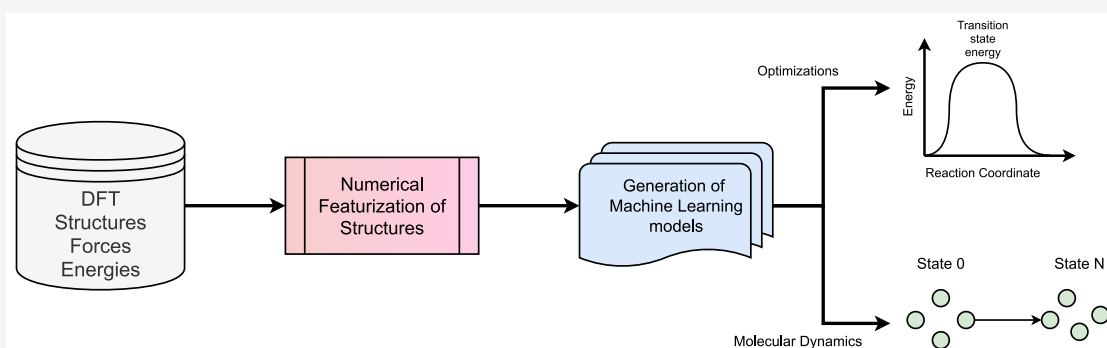 DFT
Structures
Forces
Energies
Numerical
Featurization of
Structures
Generation of
Machine Learning
models
Optimizations
Transition
state
energy
Energy
Reaction Coordinate
Molecular Dynamics
State 0
State N